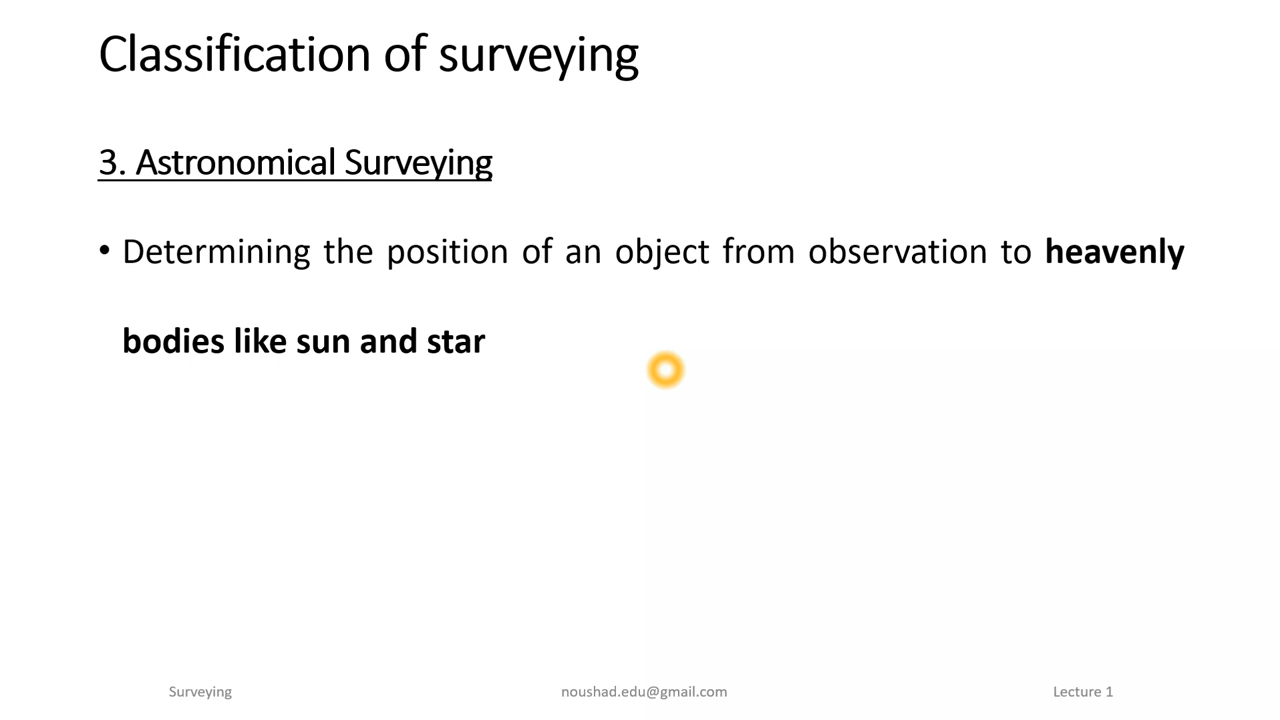 Classification of surveying
3. Astronomical Surveying
• Determining the position of an object from observation to heavenly
bodies like sun and star
Surveying noushad.edu@gmail.com Lecture 1